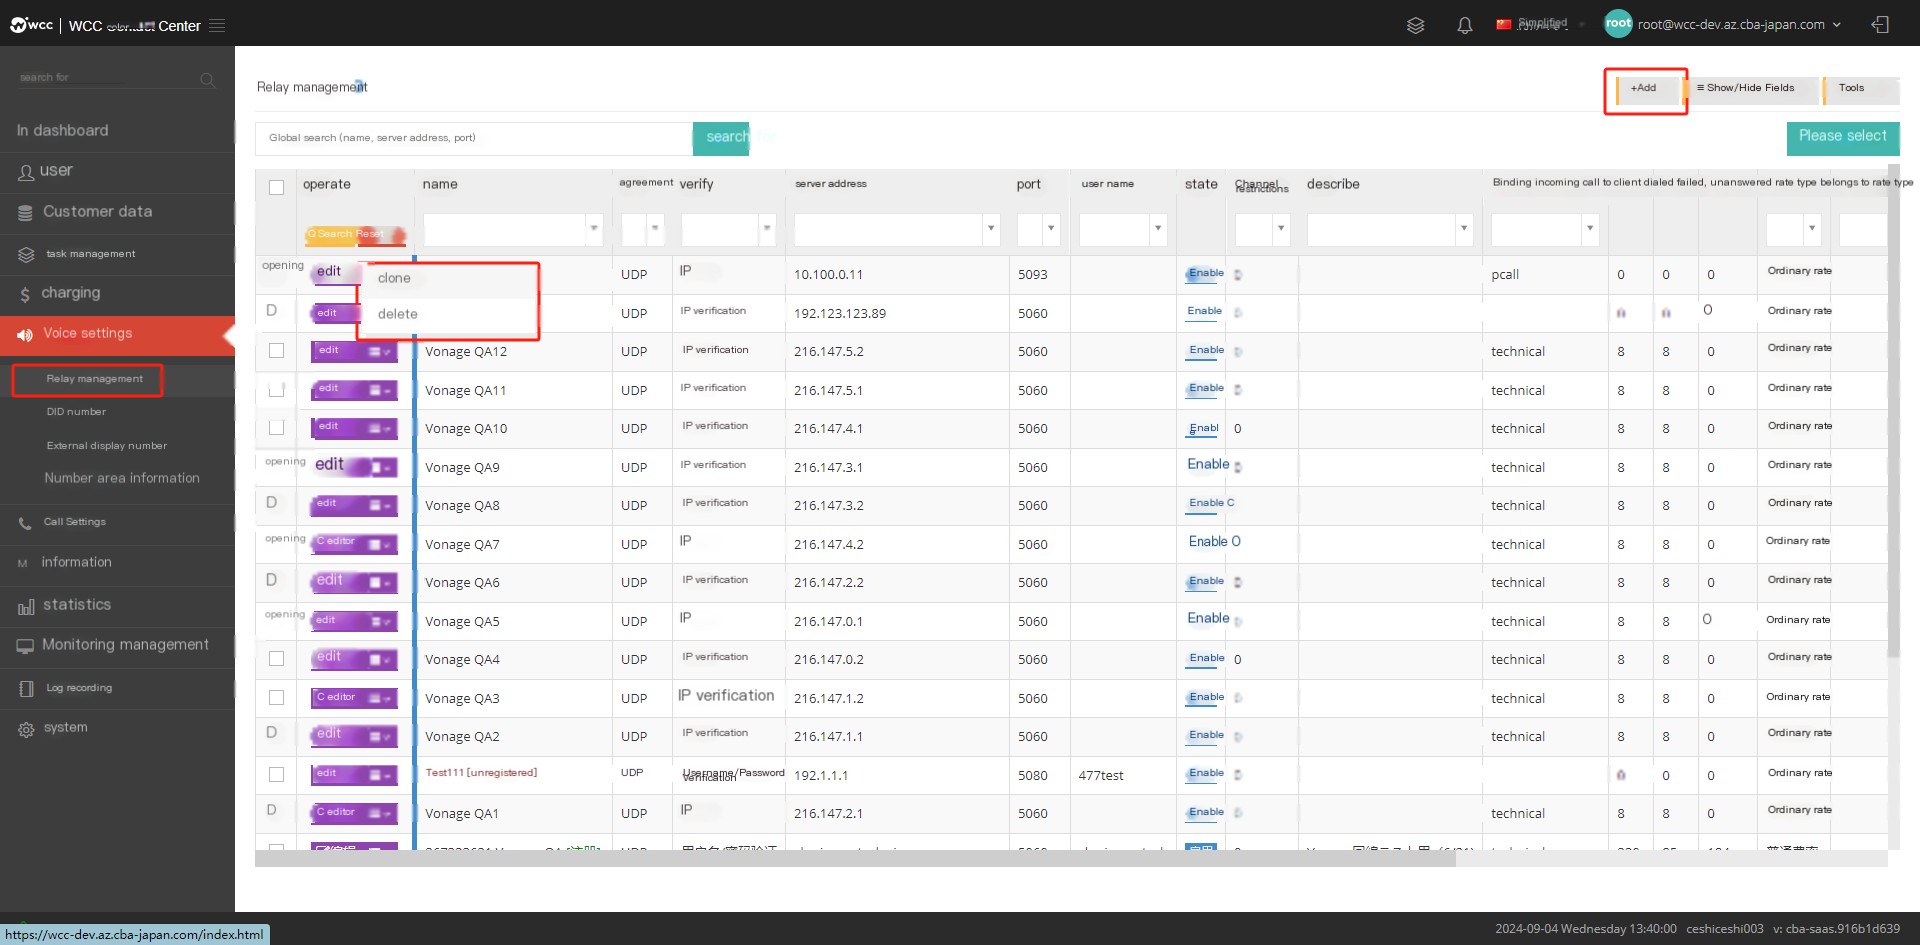 wcc | WCC Center
root root@wcc-dev.az.cba-japan.com
search for
In dashboard
user
Customer data
task management
charging
Voice settings
Relay management
DID number
External display number
Number area information
Call Settings
M information
statistics
Monitoring management
Log recording
system
Relay management
+Add
≡ Show/Hide Fields
Tools
Global search (name, server address, port)
search
Please select
operate name agreement verify server address port user name state Channel restrictions describe Binding incoming call to client dialed failed, unanswered rate type belongs to rate type
Search Reset
opening edit UDP IP 10.100.0.11 5093 Enable pcall 0 0 0 Ordinary rate
clone
D edit UDP IP verification 192.123.123.89 5060 Enable O Ordinary rate
delete
edit Vonage QA12 UDP IP verification 216.147.5.2 5060 Enable technical 8 8 0 Ordinary rate
edit Vonage QA11 UDP IP verification 216.147.5.1 5060 Enable technical 8 8 0 Ordinary rate
edit Vonage QA10 UDP IP verification 216.147.4.1 5060 Enabl 0 technical 8 8 0 Ordinary rate
opening edit Vonage QA9 UDP IP verification 216.147.3.1 5060 Enable technical 8 8 0 Ordinary rate
D edit Vonage QA8 UDP IP verification 216.147.3.2 5060 Enable C technical 8 8 0 Ordinary rate
opening C editor Vonage QA7 UDP IP 216.147.4.2 5060 Enable O technical 8 8 0 Ordinary rate
D edit Vonage QA6 UDP IP verification 216.147.2.2 5060 Enable technical 8 8 0 Ordinary rate
opening edit Vonage QA5 UDP IP 216.147.0.1 5060 Enable technical 8 8 O Ordinary rate
edit Vonage QA4 UDP IP verification 216.147.0.2 5060 Enable 0 technical 8 8 0 Ordinary rate
C editor Vonage QA3 UDP IP verification 216.147.1.2 5060 Enable technical 8 8 0 Ordinary rate
D edit Vonage QA2 UDP IP verification 216.147.1.1 5060 Enable technical 8 8 0 Ordinary rate
edit Test111 [unregistered] UDP Username/Password verification 192.1.1.1 5080 477test Enable 0 0 Ordinary rate
D C editor Vonage QA1 UDP IP 216.147.2.1 5060 Enable technical 8 8 0 Ordinary rate
https://wcc-dev.az.cba-japan.com/index.html
2024-09-04 Wednesday 13:40:00 ceshiceshi003 v: cba-saas.916b1d639